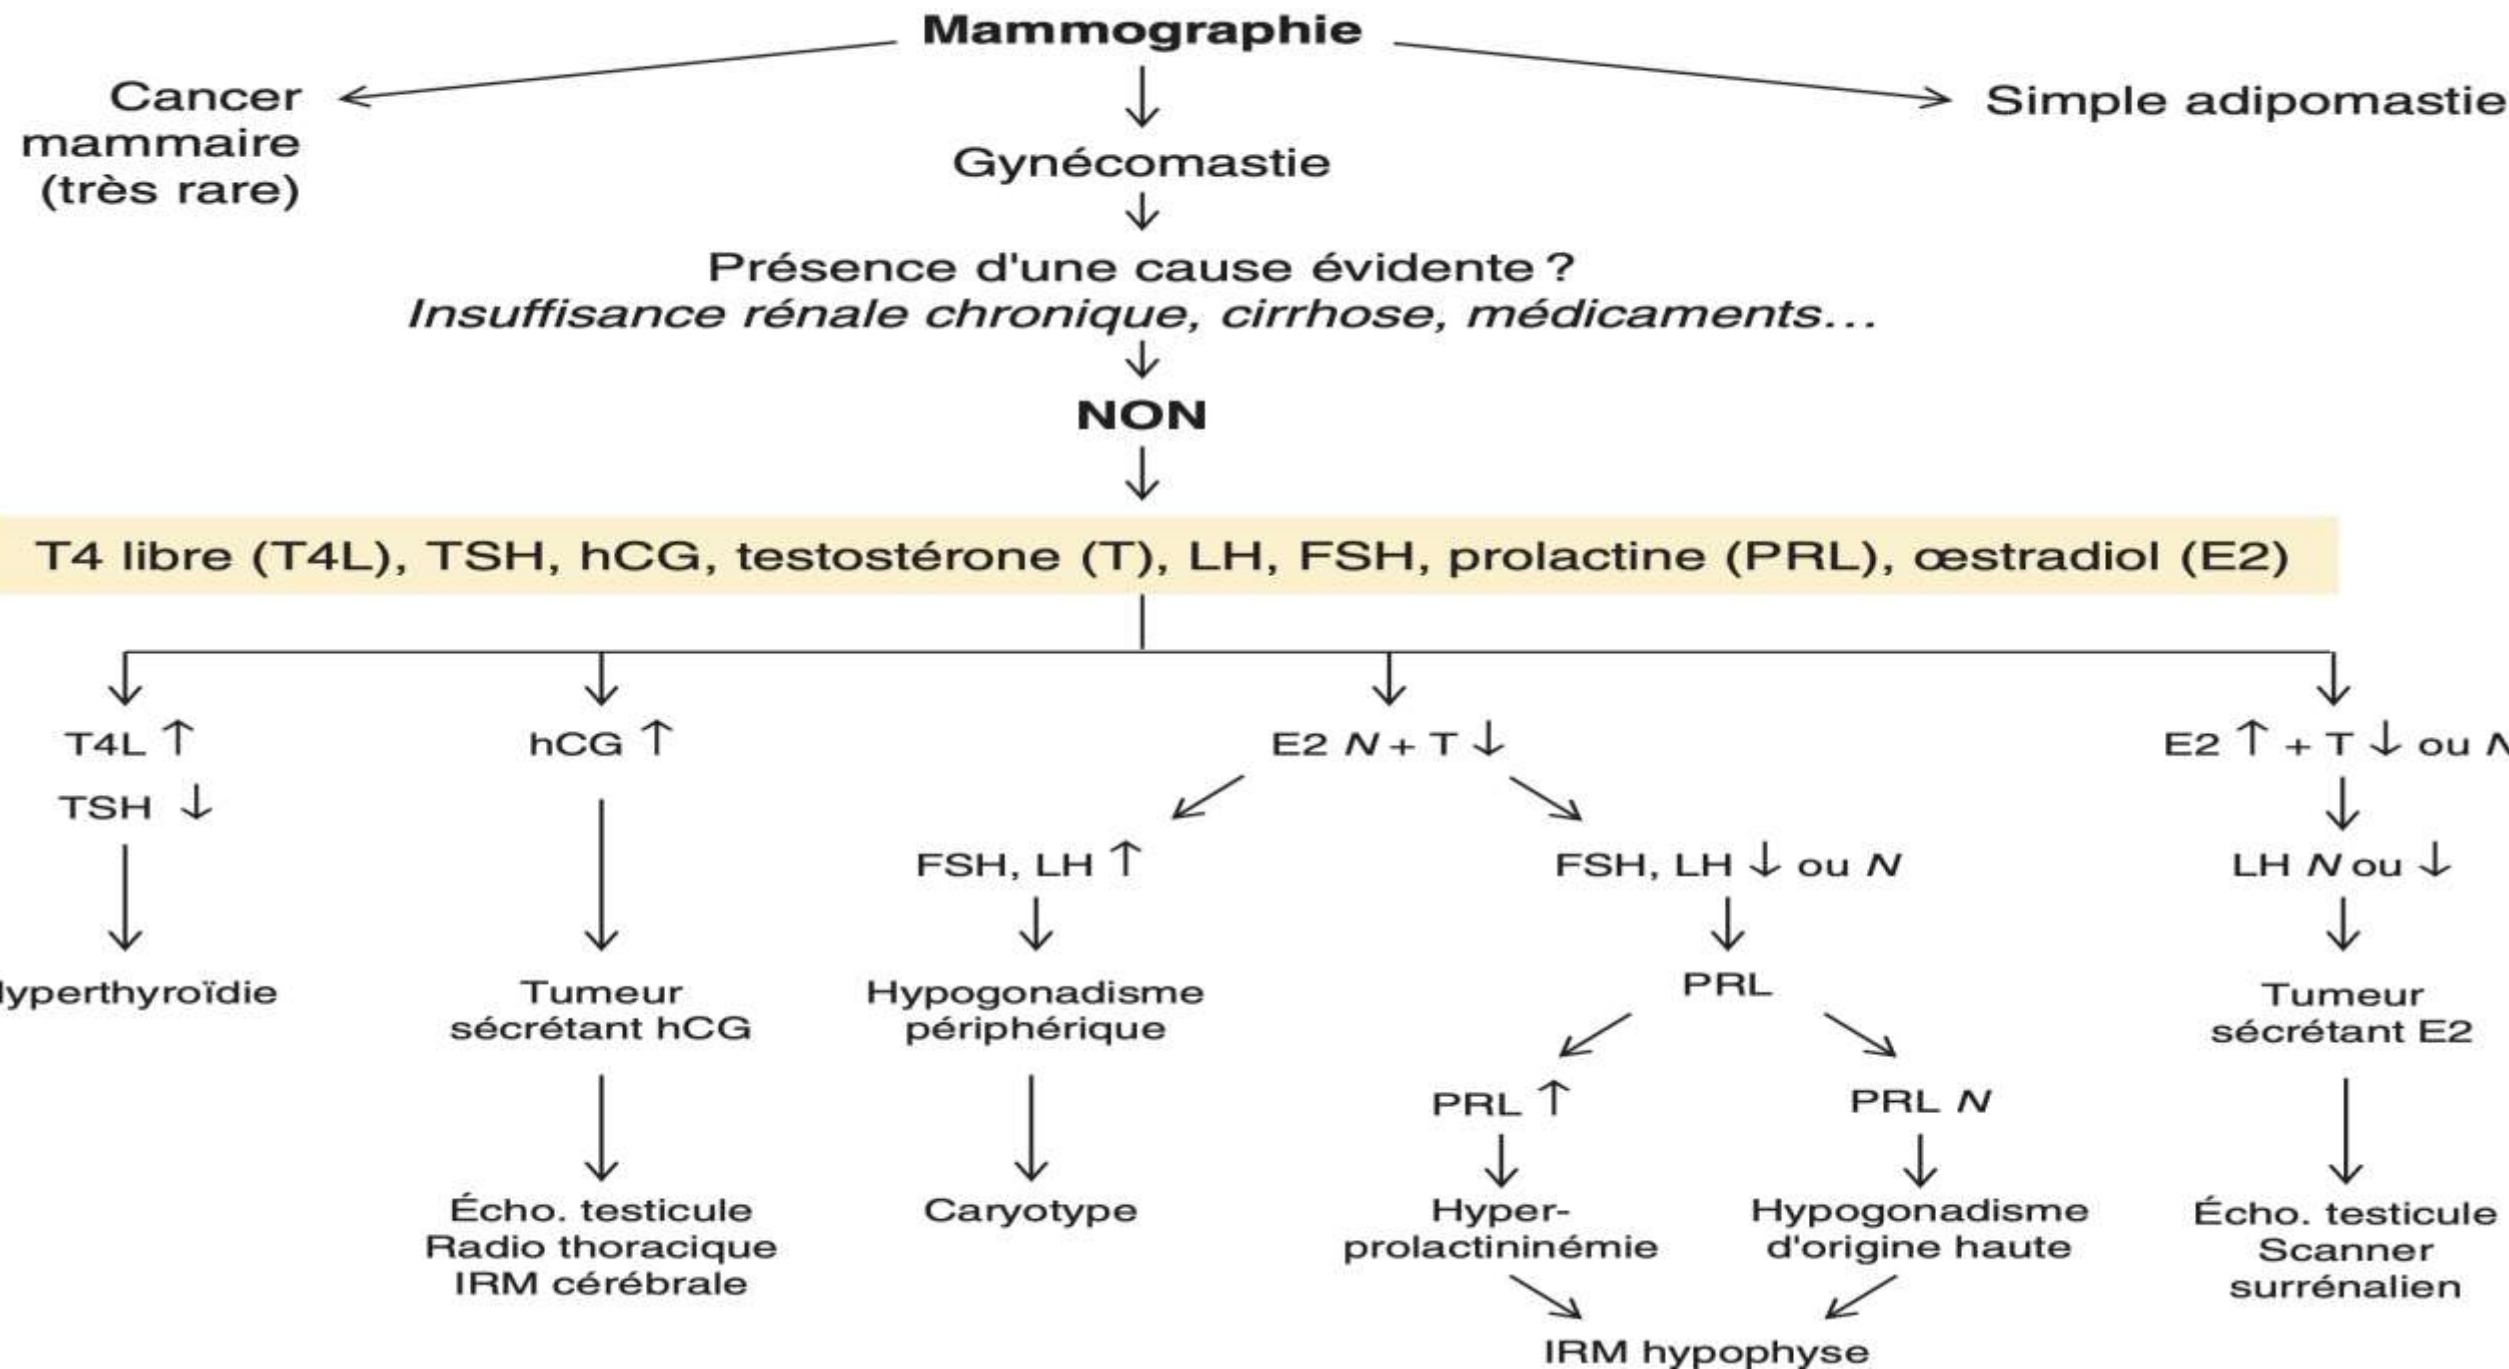 Mammographie
Cancer
mammaire
(très rare)
Simple adipomastie
Gynécomastie
Présence d'une cause évidente ?
Insuffisance rénale chronique, cirrhose, médicaments...
NON
T4 libre (T4L), TSH, hCG, testostérone (T), LH, FSH, prolactine (PRL), œstradiol (E2)
T4L ↑
TSH ↓
yperthyroïdie
hCG ↑
Tumeur
sécrétant hCG
Écho. testicule
Radio thoracique
IRM cérébrale
E2 N + T ↓
FSH, LH ↑
Hypogonadisme
périphérique
Caryotype
FSH, LH ↓ ou N
PRL
PRL ↑
Hyper-
prolactininémie
PRL N
Hypogonadisme
d'origine haute
IRM hypophyse
E2 ↑ + T ↓ ou N
LH N ou ↓
Tumeur
sécrétant E2
Écho. testicule
Scanner
surrénalien